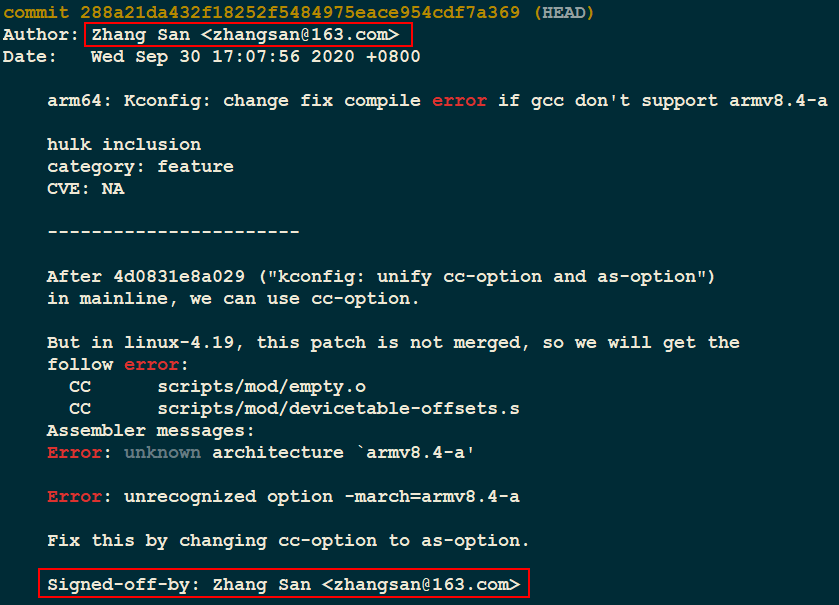 commit 288a21da432f18252f5484975eace954cdf7a369 (HEAD)
Author: Zhang San <zhangsan@163.com>
Date:   Wed Sep 30 17:07:56 2020 +0800
arm64: Kconfig: change fix compile error if gcc don't support armv8.4-a
hulk inclusion
category: feature
CVE: NA
-----------------------
After 4d0831e8a029 ("kconfig: unify cc-option and as-option")
in mainline, we can use cc-option.
But in linux-4.19, this patch is not merged, so we will get the
follow error:
CC      scripts/mod/empty.o
CC      scripts/mod/devicetable-offsets.s
Assembler messages:
Error: unknown architecture `armv8.4-a'
Error: unrecognized option -march=armv8.4-a
Fix this by changing cc-option to as-option.
Signed-off-by: Zhang San <zhangsan@163.com>